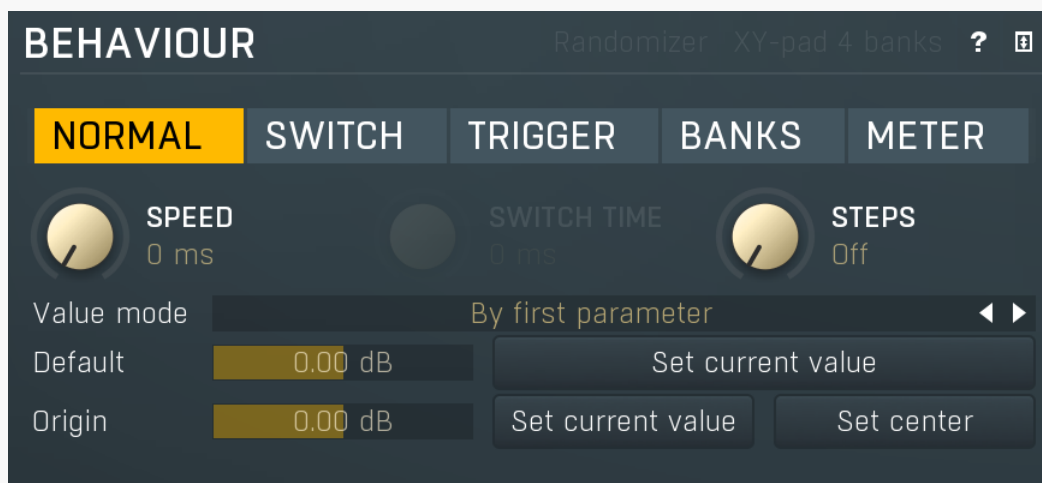 BEHAVIOUR Randomizer XY-pad 4 banks ?
NORMAL SWITCH TRIGGER BANKS METER
SPEED SWITCH TIME STEPS
0 ms 0 ms Off
Value mode By first parameter
Default 0.00 dB Set current value
Origin 0.00 dB Set current value Set center